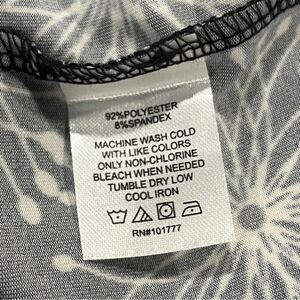 92%POLYESTER
8%SPANDEX
MACHINE WASH COLD
WITH LIKE COLORS
ONLY NON-CHLORINE
BLEACH WHEN NEEDED
TUMBLE DRY LOW
COOL IRON
RN#101777